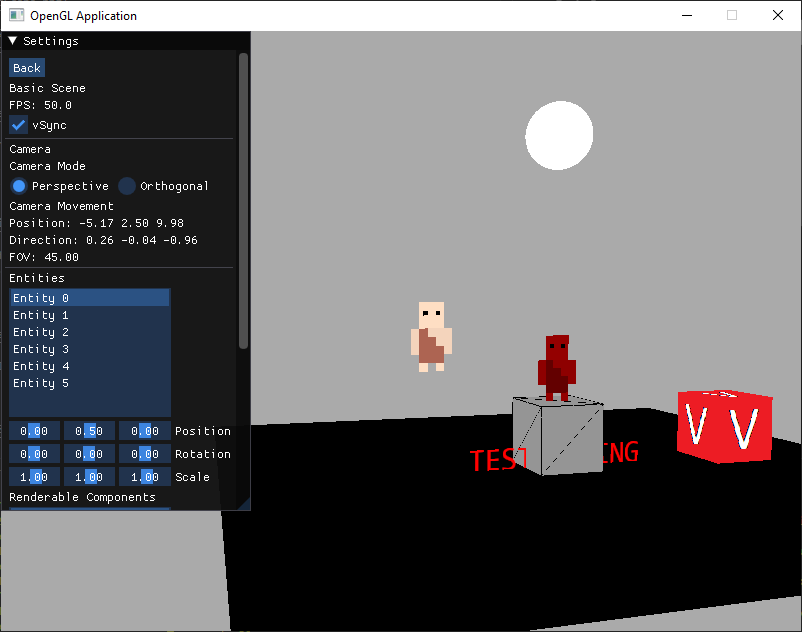 OpenGL Application
Settings
Back
Basic Scene
FPS: 50.0
vSync
Camera
Camera Mode
Perspective Orthogonal
Camera Movement
Position: -5.17 2.50 9.98
Direction: 0.26 -0.04 -0.96
FOV: 45.00
Entities
Entity 0
Entity 1
Entity 2
Entity 3
Entity 4
Entity 5
0.00 0.50 0.00 Position
0.00 0.00 0.00 Rotation
1.00 1.00 1.00 Scale
Renderable Components
V V
TEST ING